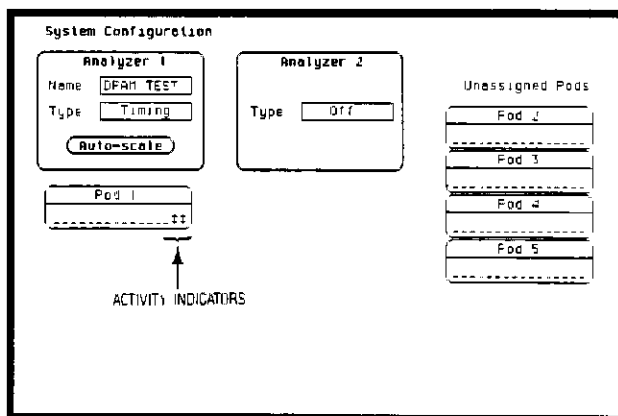 System Configuration
Analyzer 1
Name DRAM TEST
Type Timing
Auto-scale
Analyzer 2
Type Off
Unassigned Pods
Pod 2
Pod 3
Pod 4
Pod 5
Pod 1
ACTIVITY INDICATORS